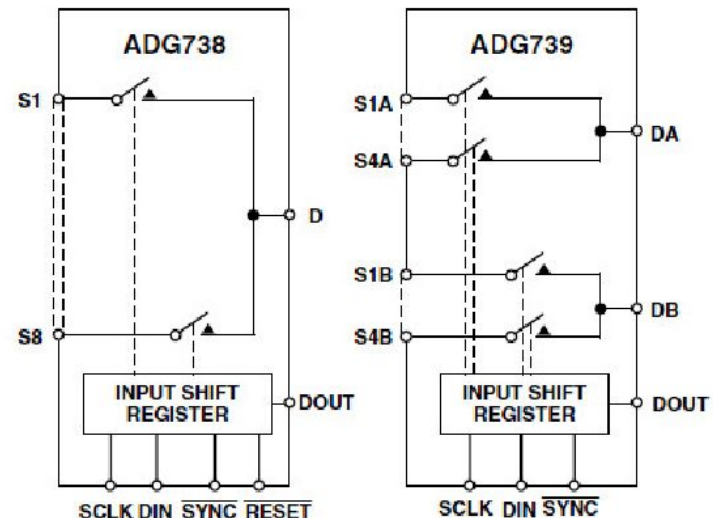 ADG738
S1
D
S8
INPUT SHIFT
REGISTER
DOUT
SCLK DIN SYNC RESET
ADG739
S1A
DA
S4A
S1B
DB
S4B
INPUT SHIFT
REGISTER
DOUT
SCLK DIN SYNC